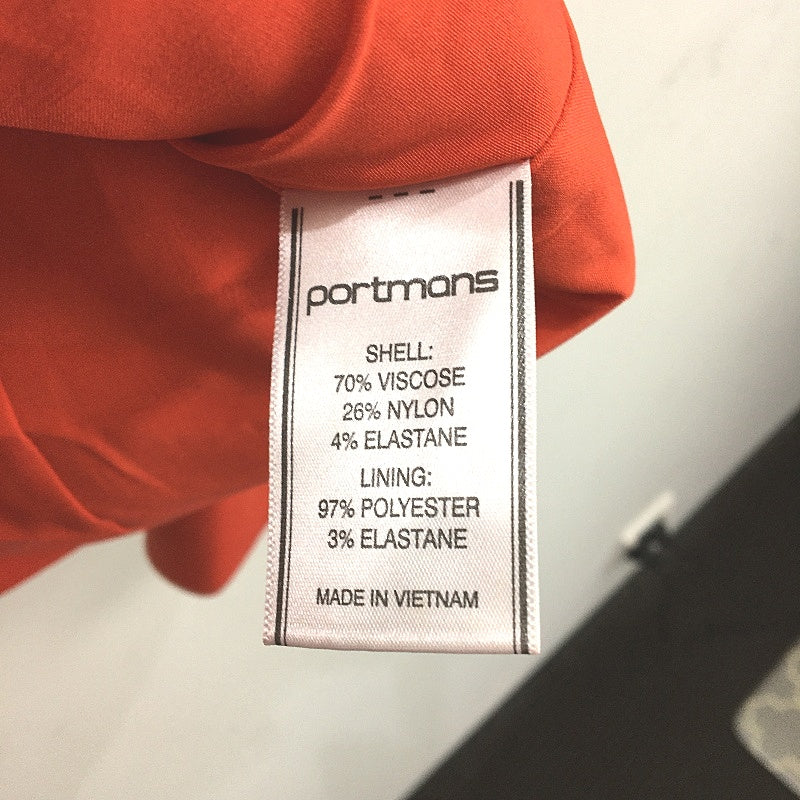 portmans
SHELL:
70% VISCOSE
26% NYLON
4% ELASTANE
LINING:
97% POLYESTER
3% ELASTANE
MADE IN VIETNAM